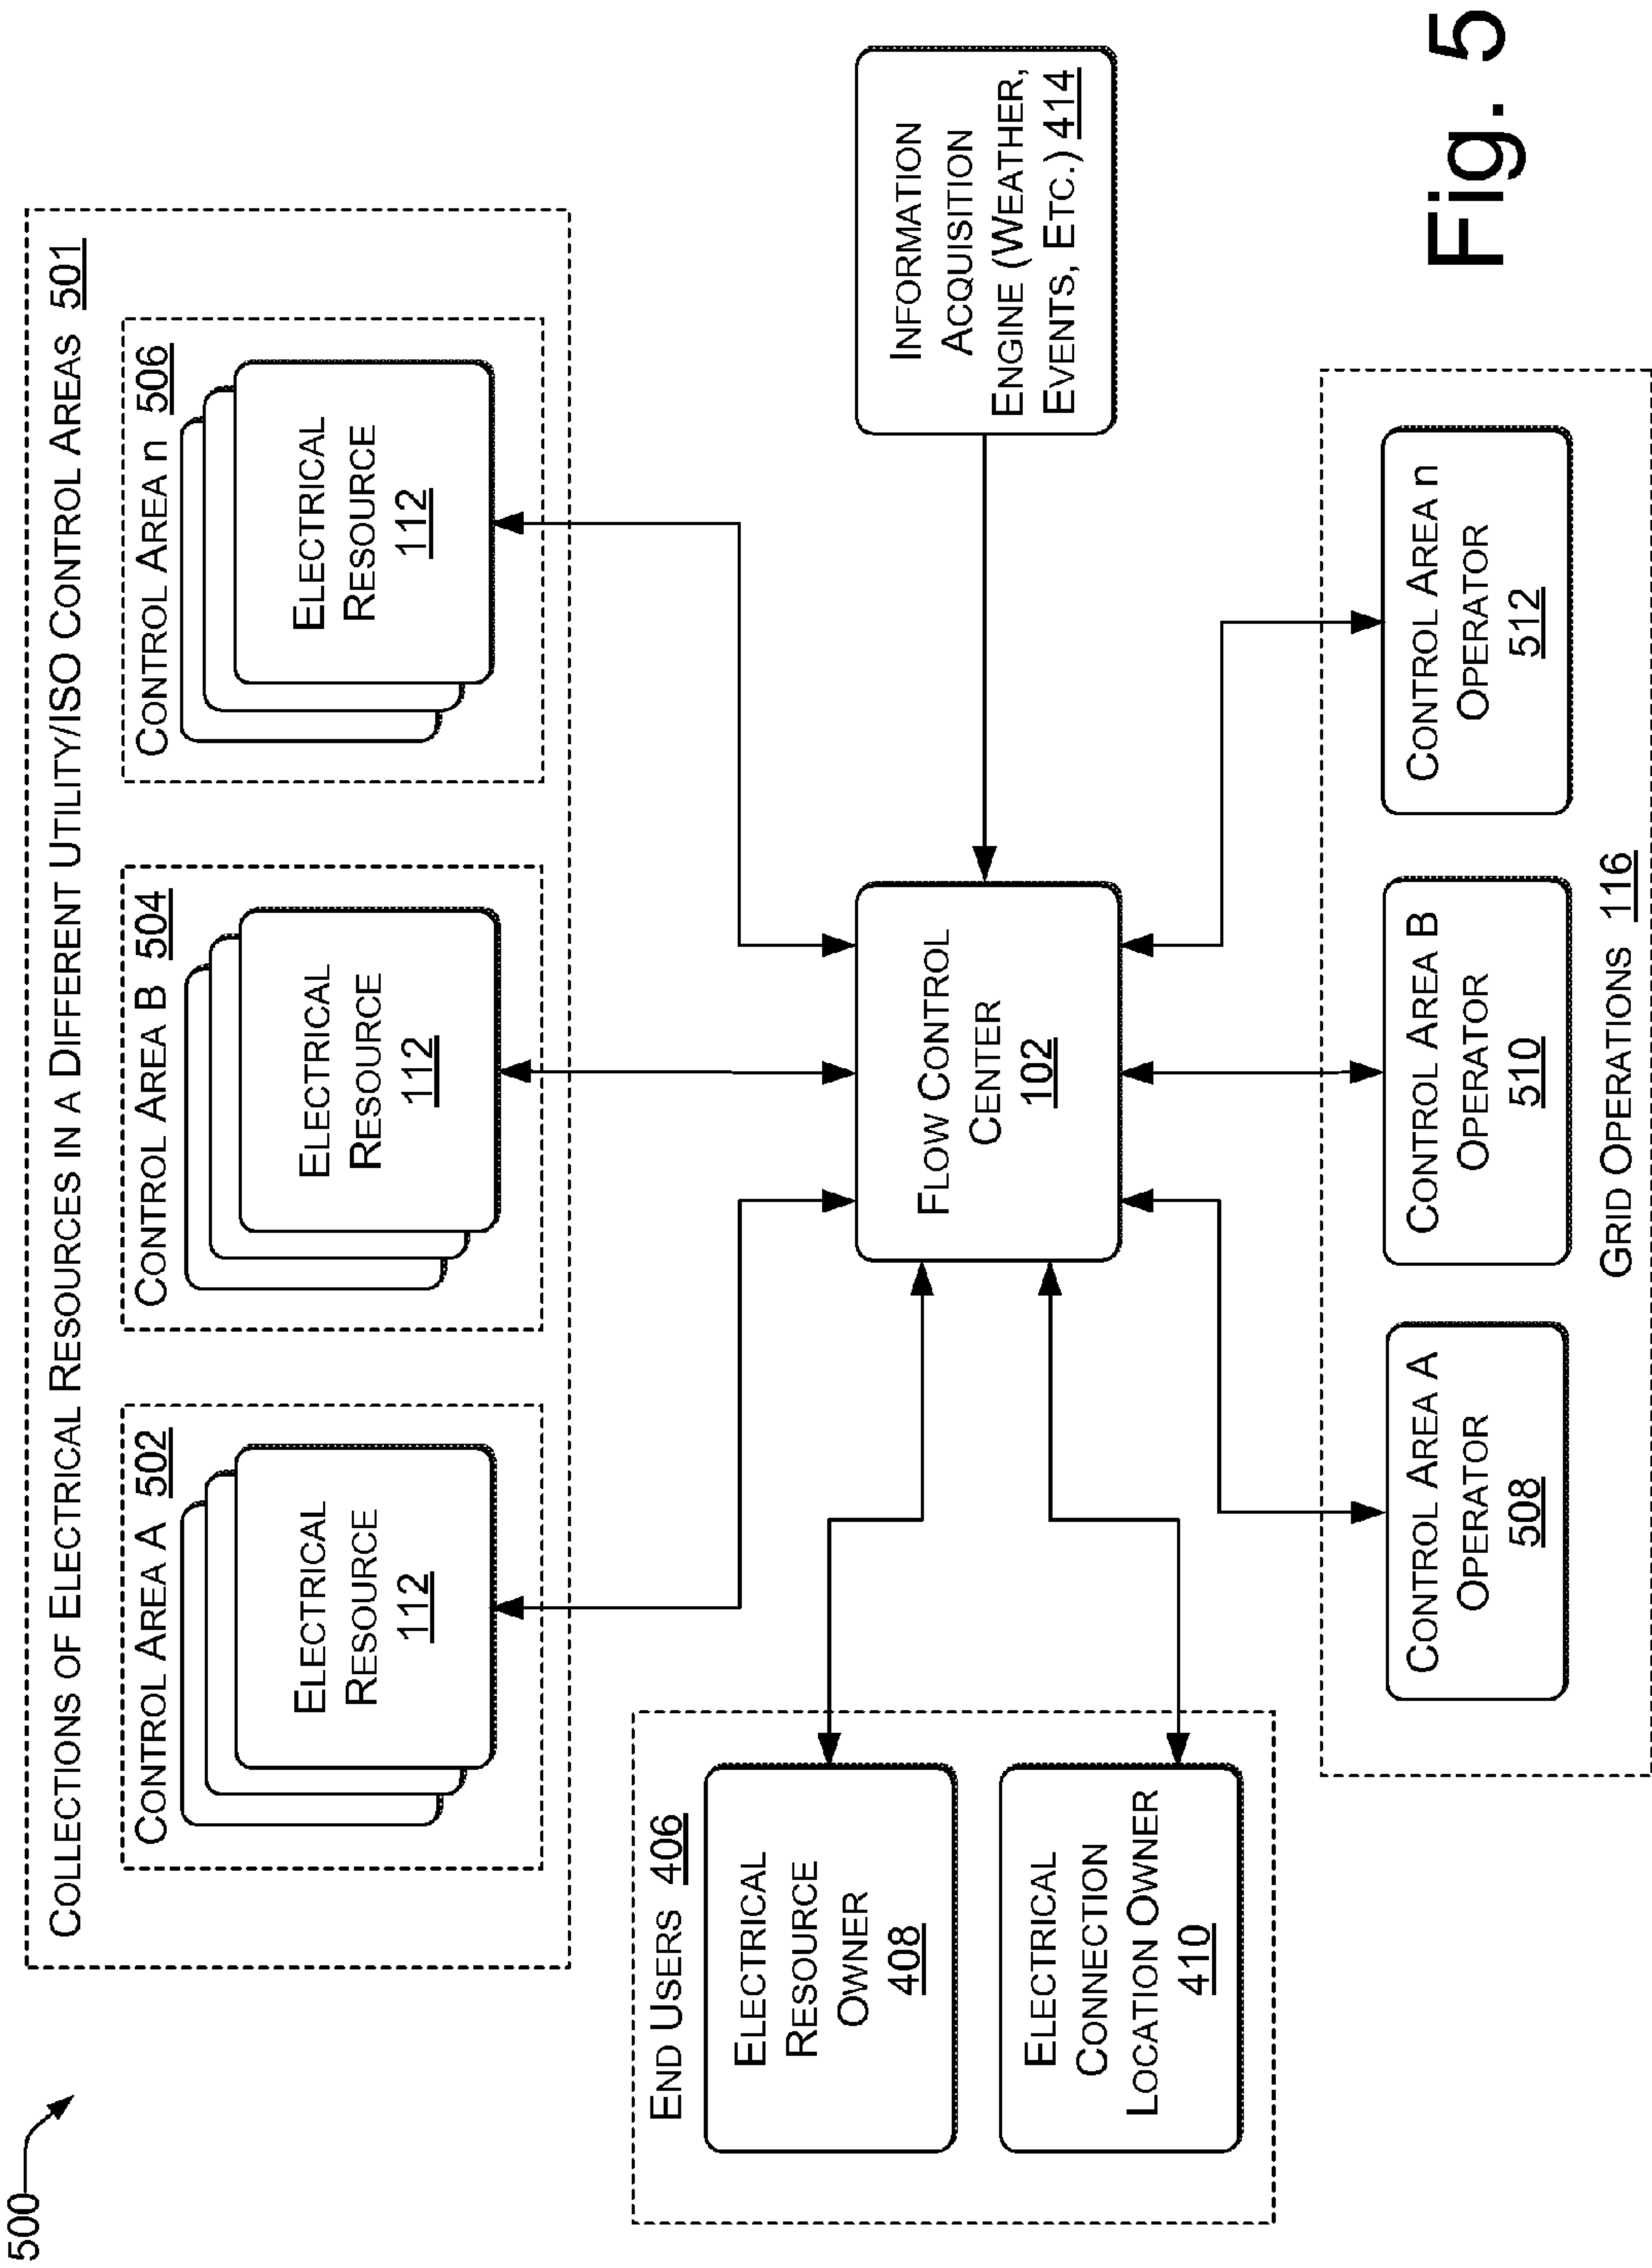 500
COLLECTIONS OF ELECTRICAL RESOURCES IN A DIFFERENT UTILITY/ISO CONTROL AREAS 501
CONTROL AREA A 502
ELECTRICAL
RESOURCE
112
CONTROL AREA B 504
ELECTRICAL
RESOURCE
112
CONTROL AREA n 506
ELECTRICAL
RESOURCE
112
END USERS 406
ELECTRICAL
RESOURCE
OWNER
408
ELECTRICAL
CONNECTION
LOCATION OWNER
410
FLOW CONTROL
CENTER
102
INFORMATION
ACQUISITION
ENGINE (WEATHER,
EVENTS, ETC.) 414
CONTROL AREA A
OPERATOR
508
CONTROL AREA B
OPERATOR
510
CONTROL AREA n
OPERATOR
512
GRID OPERATIONS 116
Fig. 5